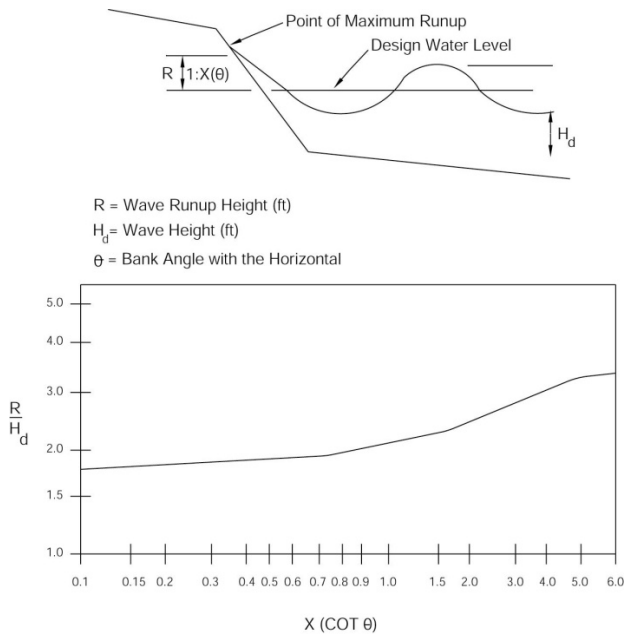 Point of Maximum Runup
Design Water Level
R 1:X(θ)
H_d
R = Wave Runup Height (ft)
H_d= Wave Height (ft)
θ = Bank Angle with the Horizontal
5.0
4.0
3.0
R
H_d
2.0
1.5
1.0
0.1 0.15 0.2 0.3 0.4 0.5 0.6 0.7 0.8 0.9 1.0 1.5 2.0 3.0 4.0 5.0 6.0
X (COT θ)